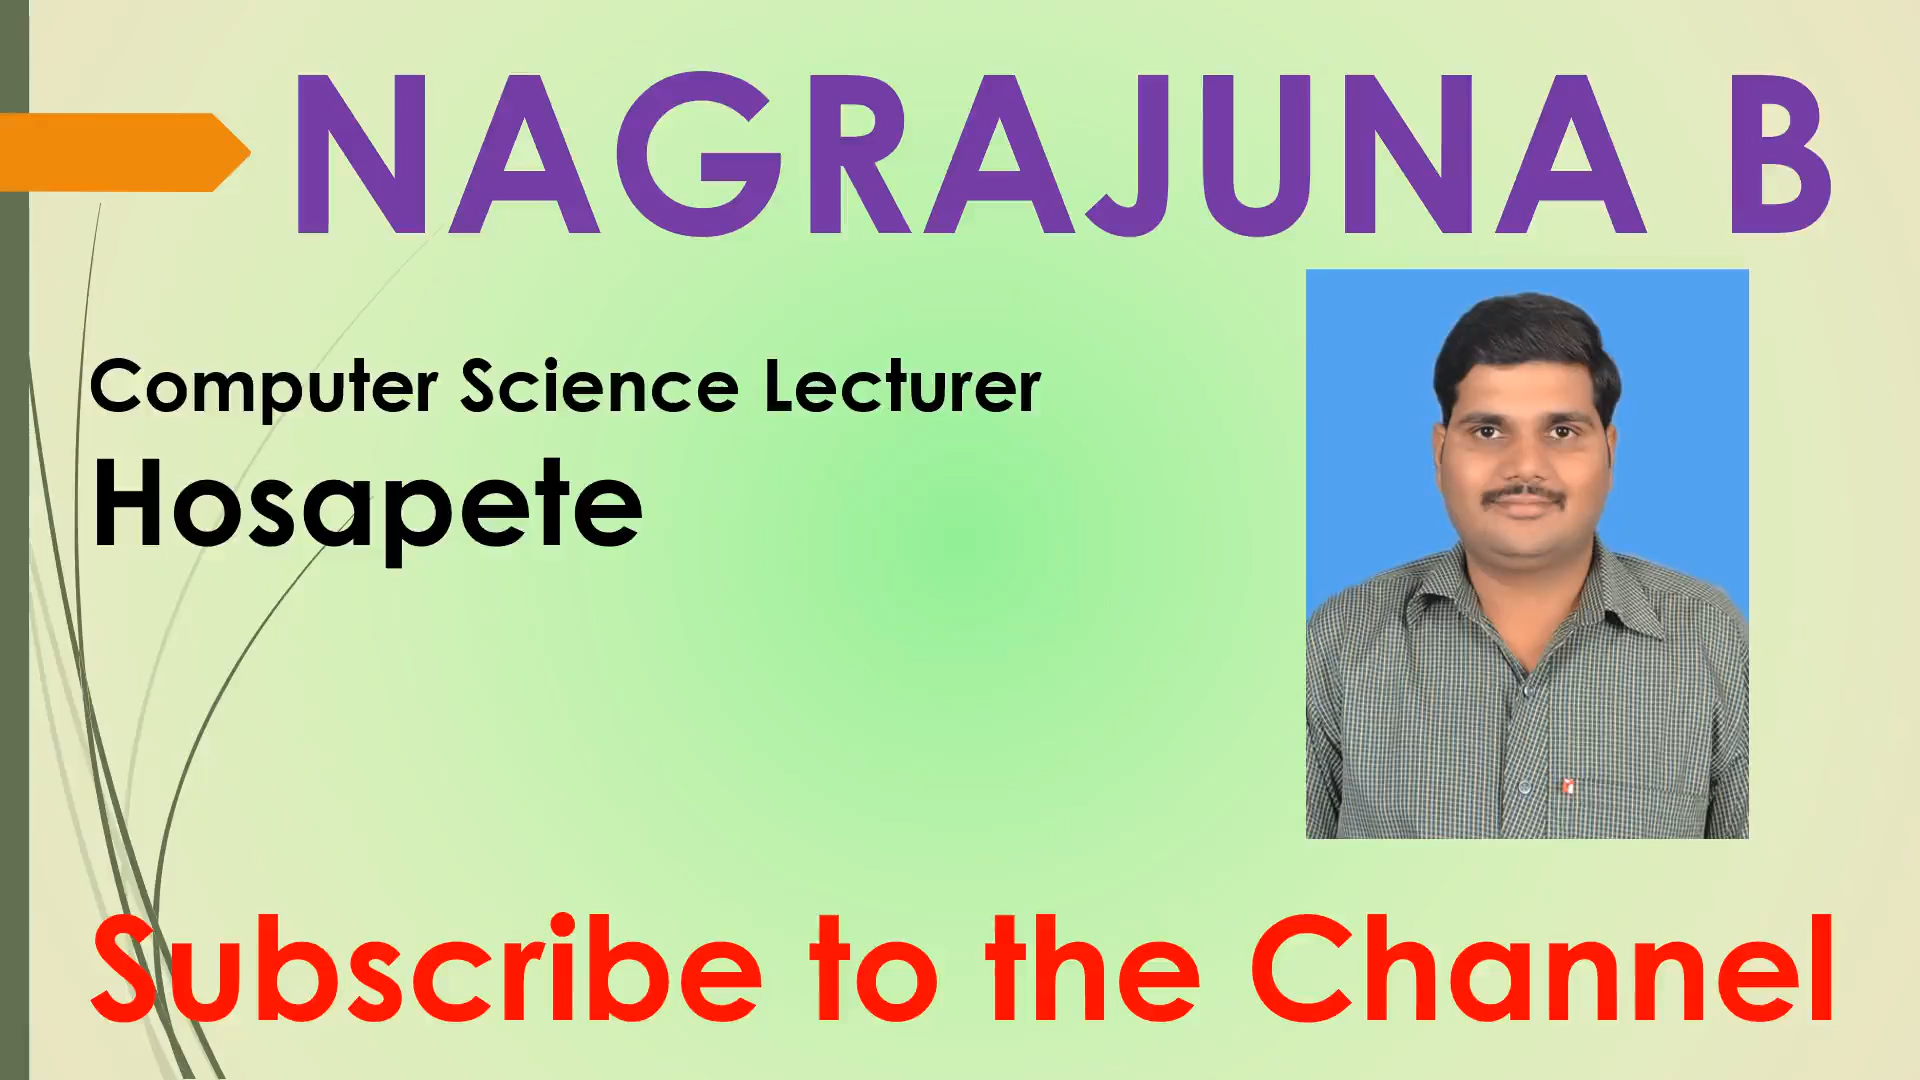 NAGRAJUNA B
Computer Science Lecturer
Hosapete
Subscribe to the Channel